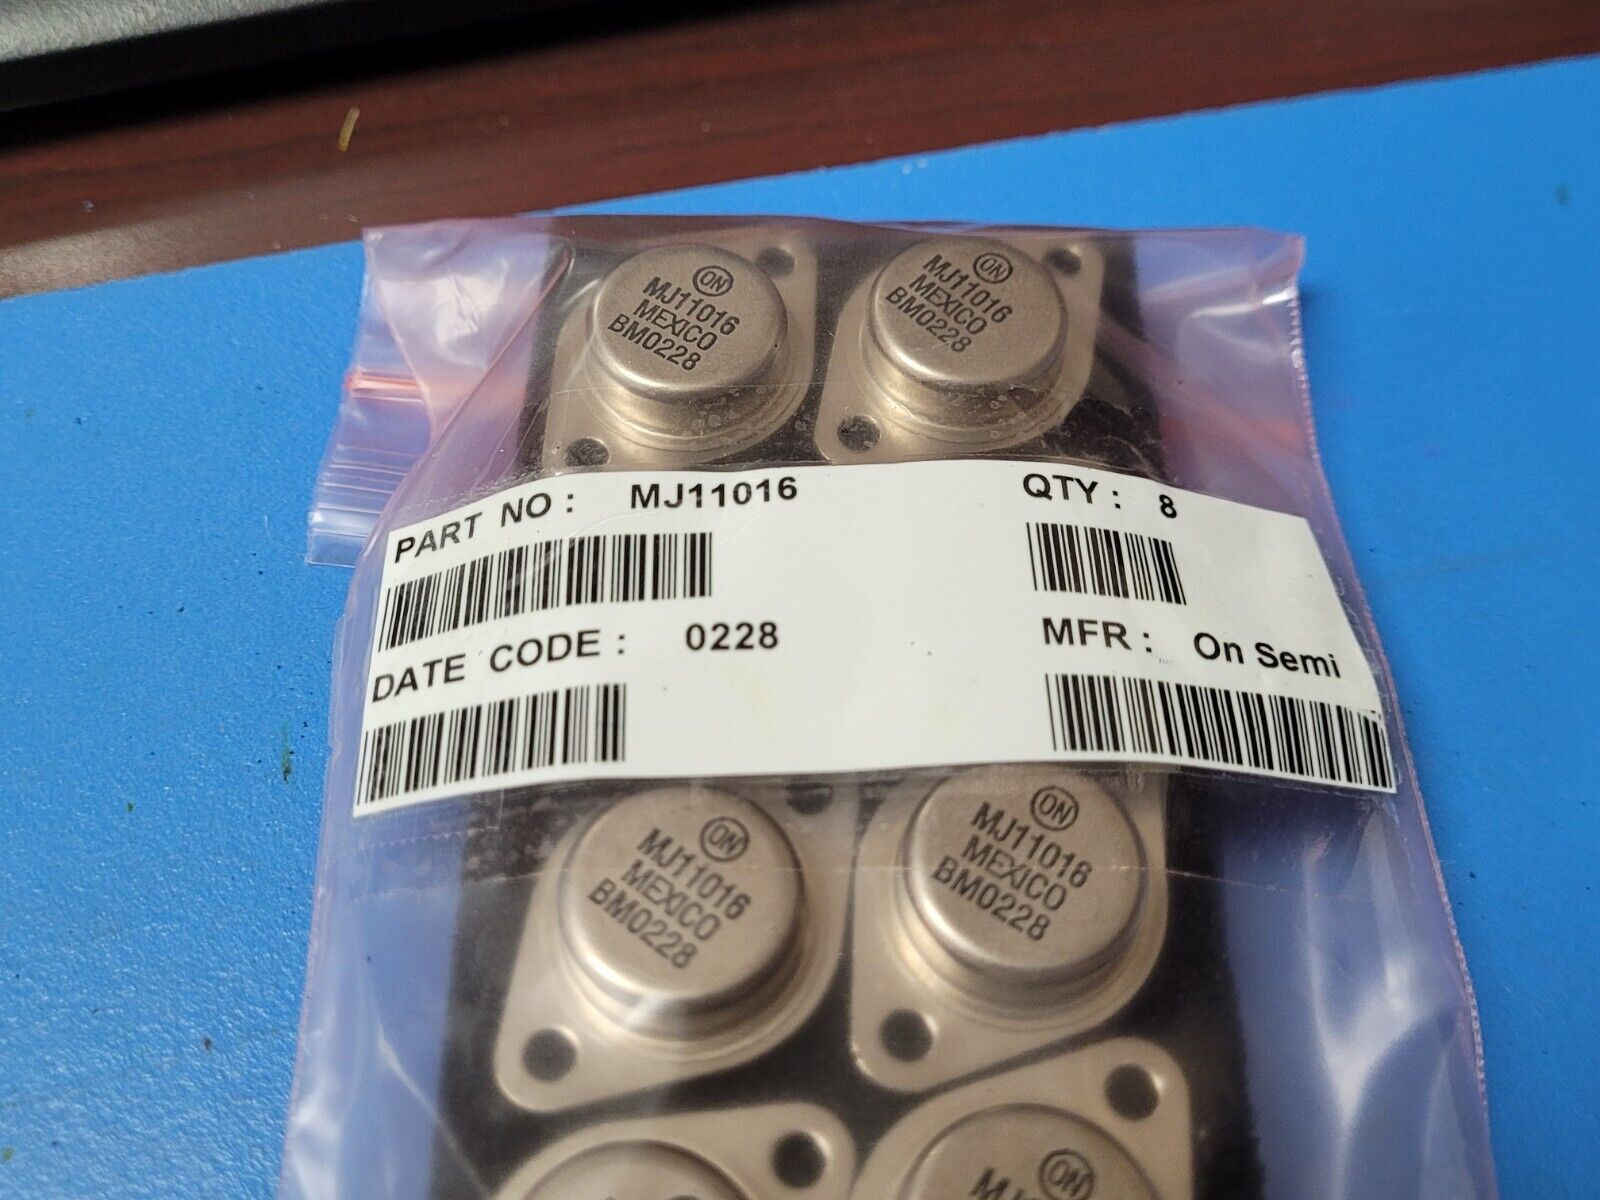 ON
MJ11016
MEXICO
BM0228
ON
MJ11016
MEXICO
BM0228
PART NO : MJ11016
QTY : 8
DATE CODE : 0228
MFR : On Semi
ON
MJ11016
MEXICO
BM0228
ON
MJ11016
MEXICO
BM0228
ON